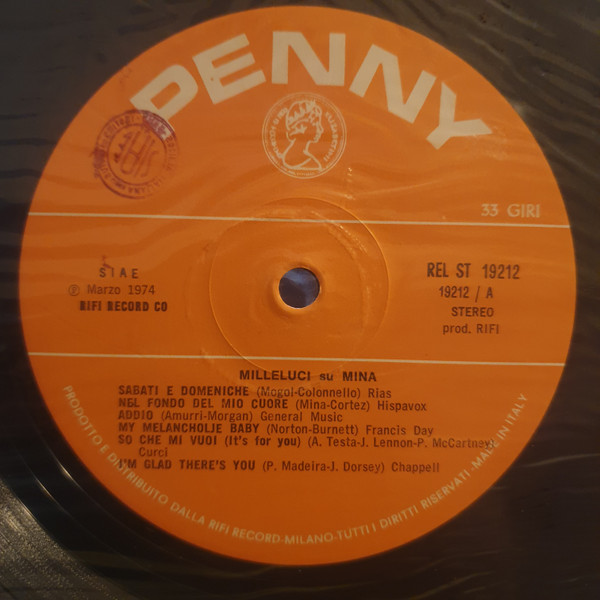 PENNY
33 GIRI
SIAE
Ⓟ Marzo 1974
RIFI RECORD CO
REL ST 19212
19212 / A
STEREO
prod. RIFI
MILLELUCI su MINA
SABATI E DOMENICHE (Mogol-Colonnello) Rias
NEL FONDO DEL MIO CUORE (Mina-Cortez) Hispavox
ADDIO (Amurri-Morgan) General Music
MY MELANCHOLJE BABY (Norton-Burnett) Francis Day
SO CHE MI VUOI (It's for you) (A. Testa-J. Lennon-P. McCartney)
Curci
I'M GLAD THERE'S YOU (P. Madeira-J. Dorsey) Chappell
PRODOTTO E DISTRIBUITO DALLA RIFI RECORD-MILANO-TUTTI I DIRITTI RISERVATI-MADE IN ITALY